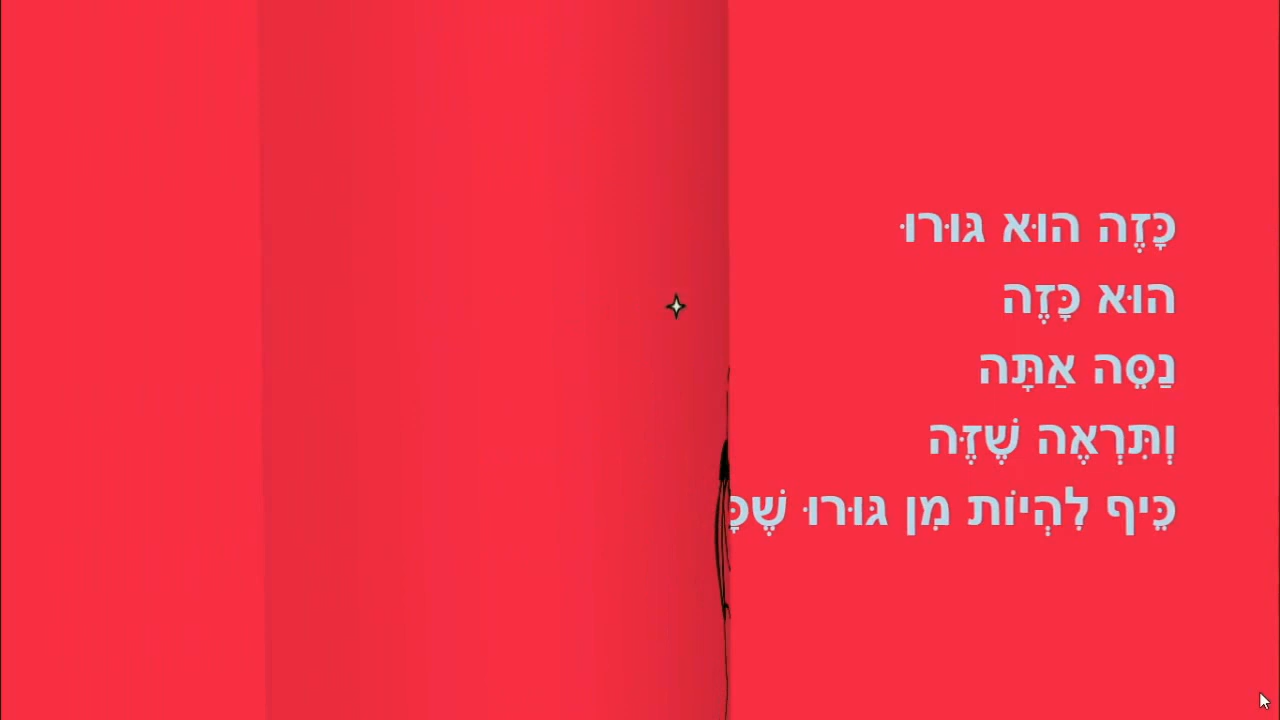 כָּזֶה הוּא גּוּרוּ
הוּא כָּזֶה
נַסֵּה אַתָּה
וְתִּרְאֶה שֶׁזֶּה
כֵּיף לִהְיוֹת מִן גּוּרוּ